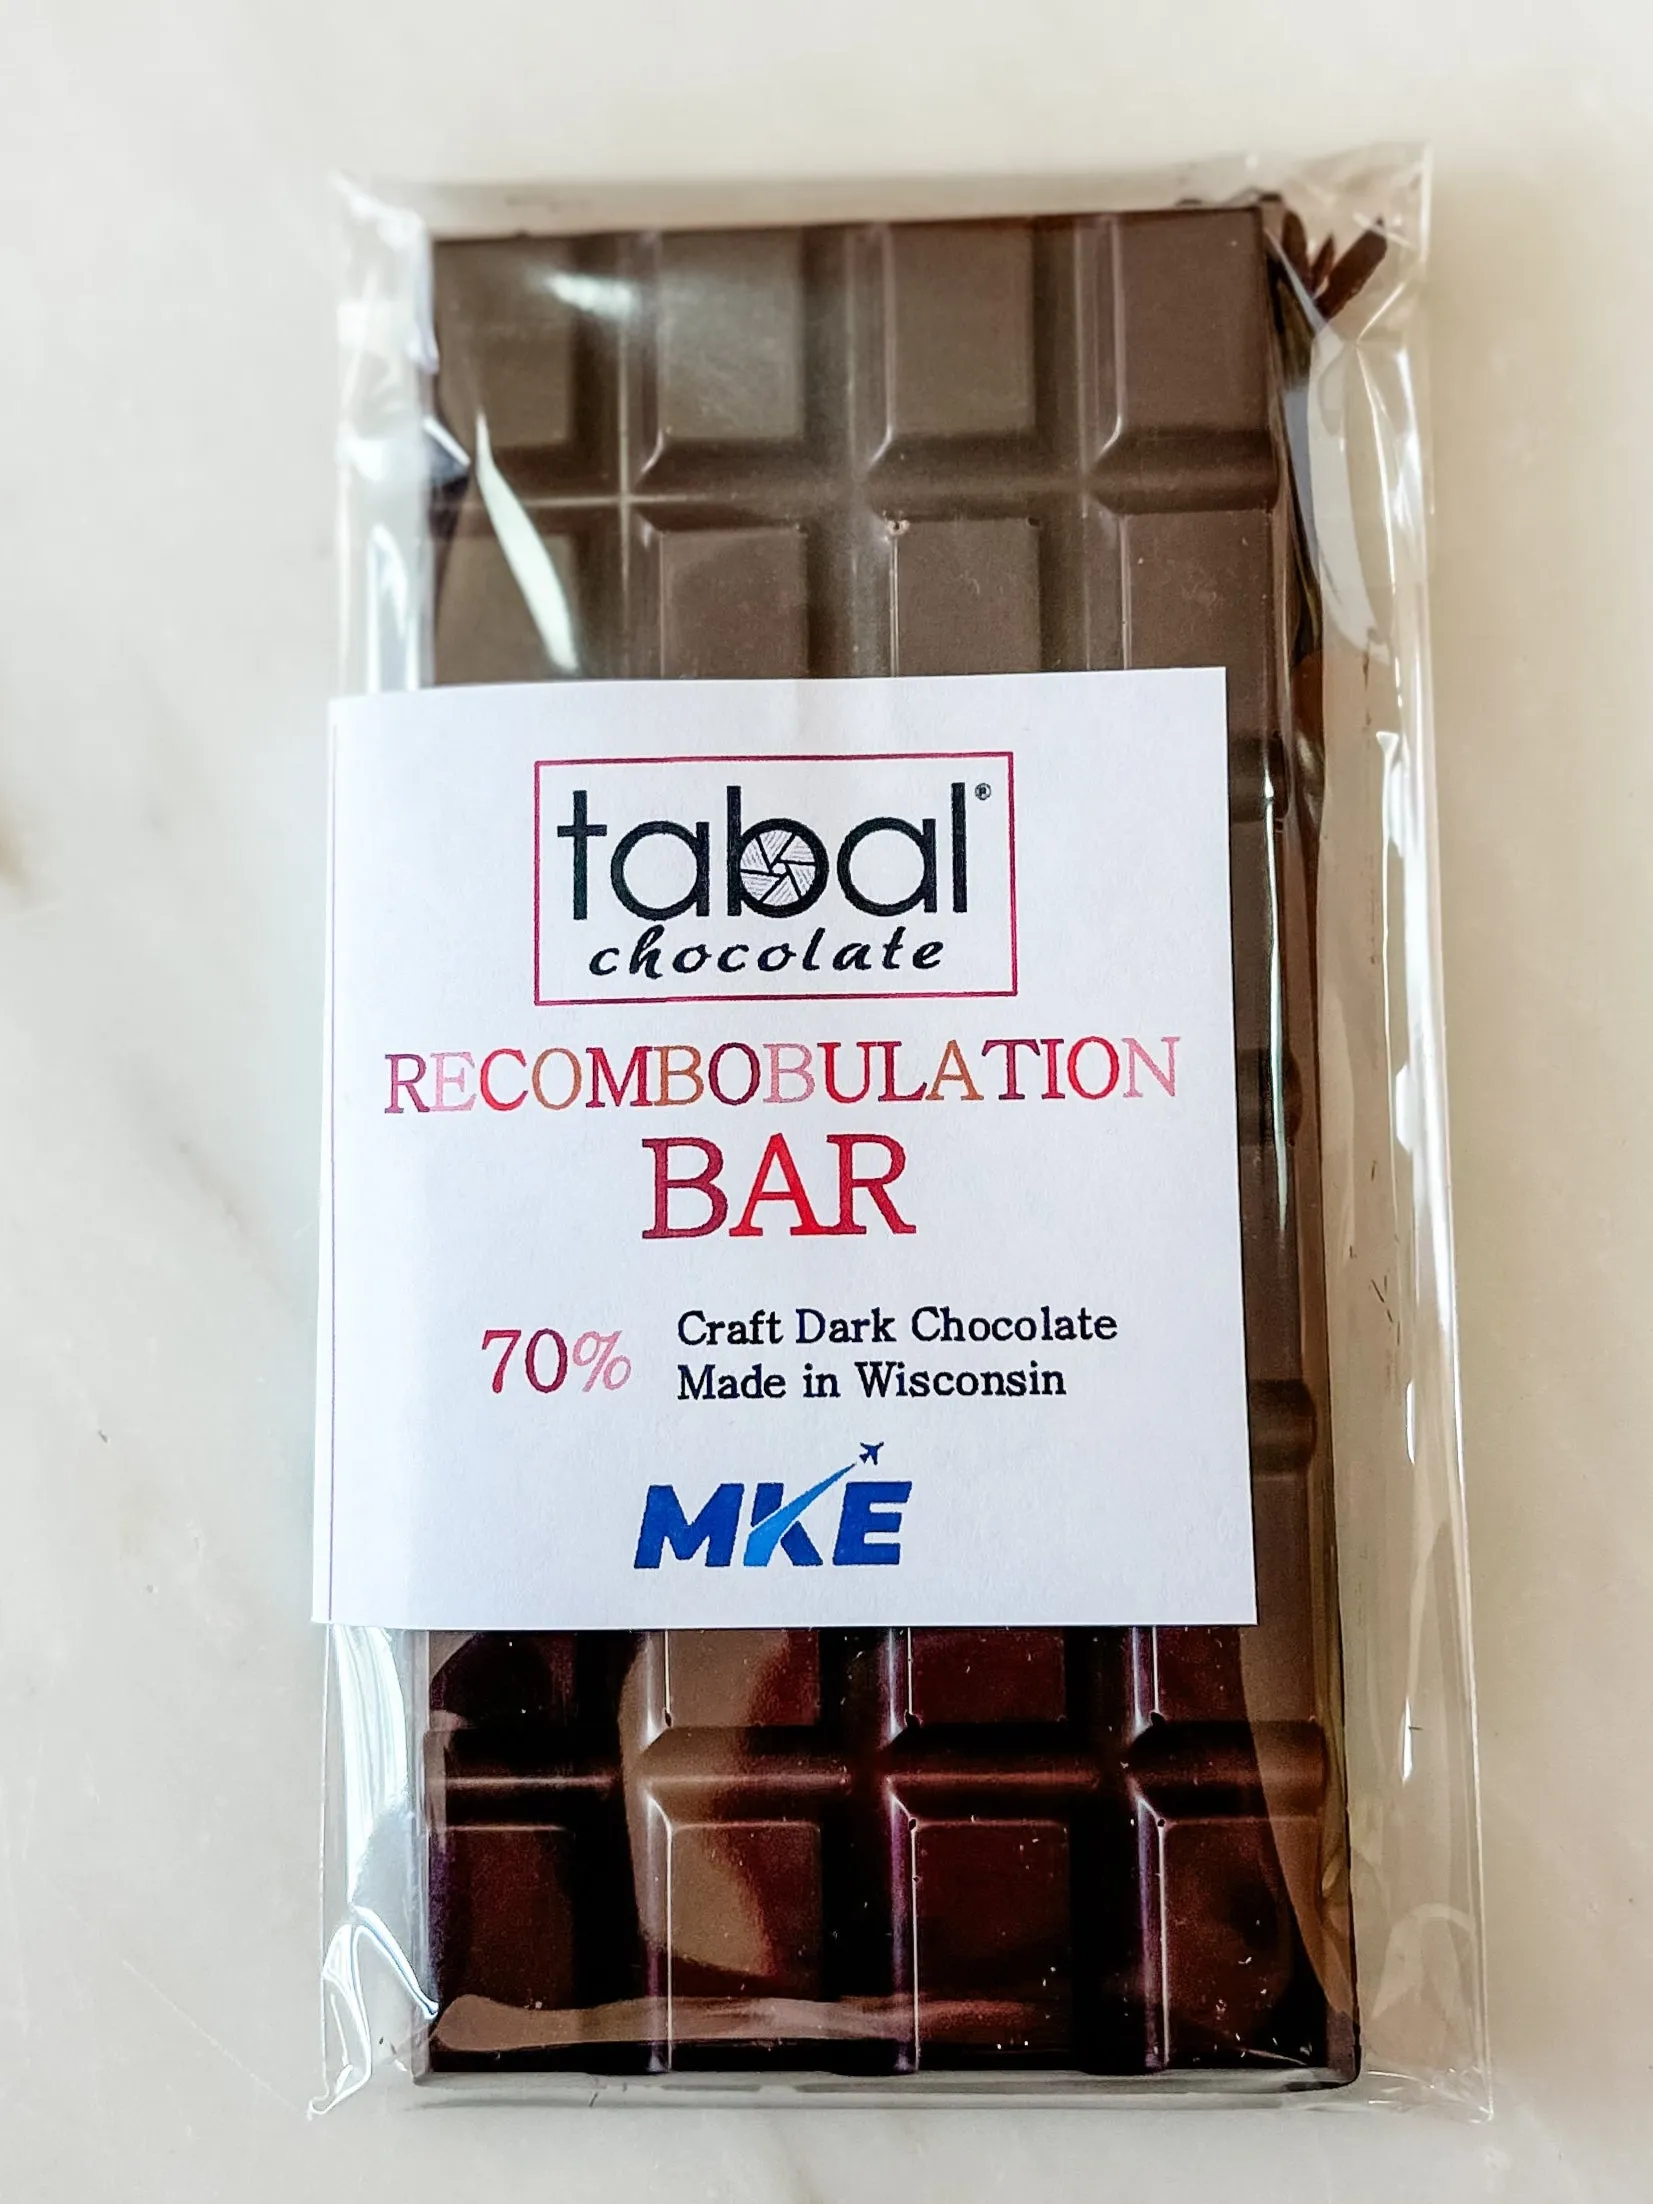 tabal®
chocolate
RECOMBOBULATION
BAR
70%
Craft Dark Chocolate
Made in Wisconsin
MKE